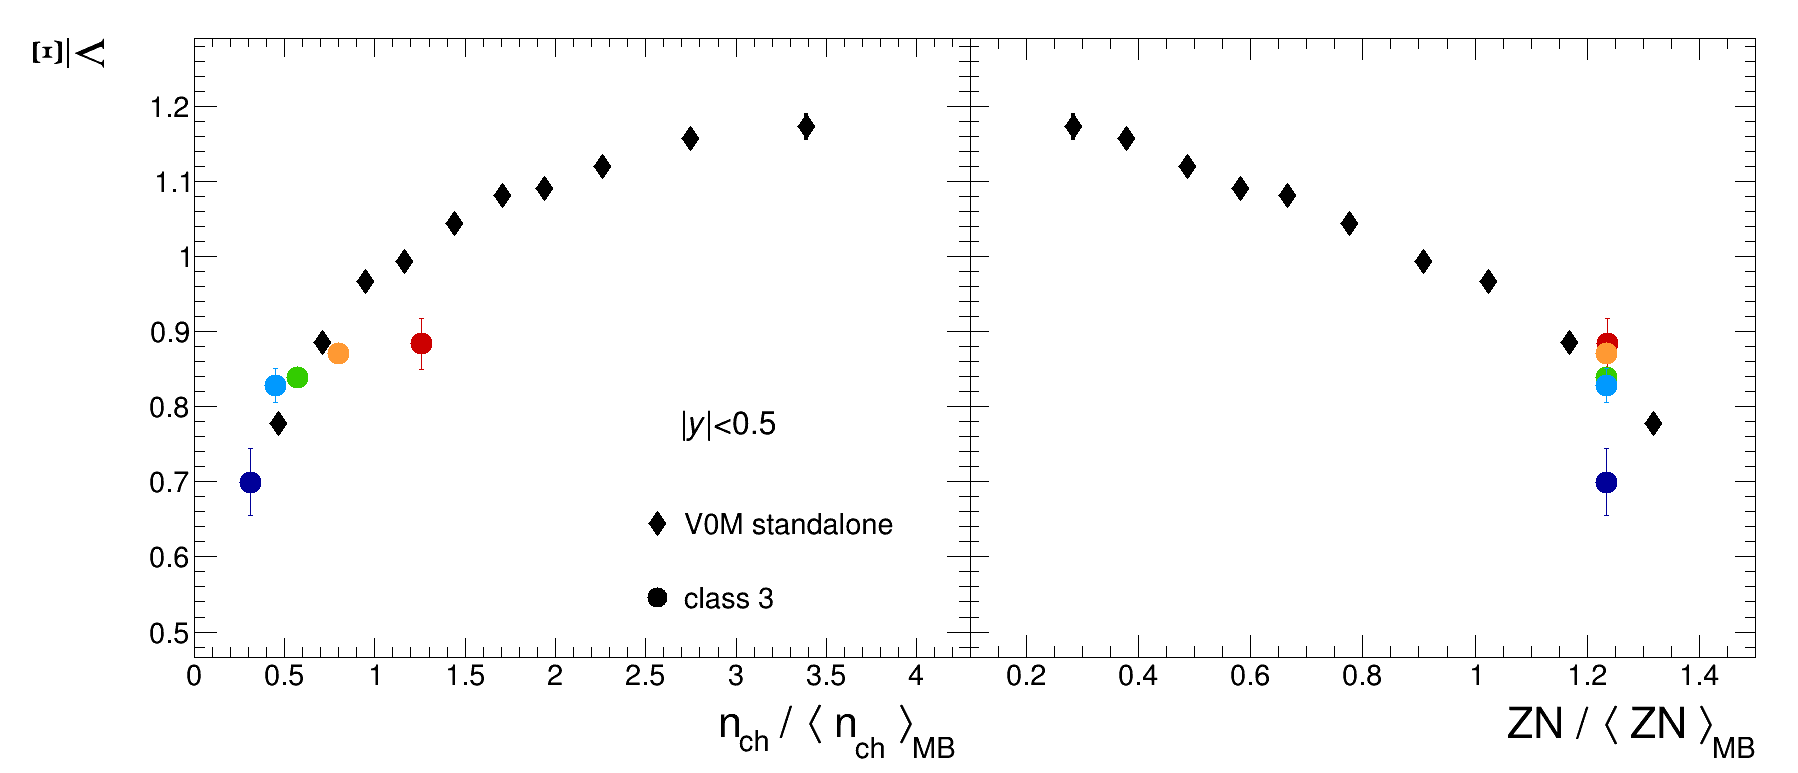 Ξ|Λ
1.2
1.1
1
0.9
0.8
0.7
0.6
0.5
|y|<0.5
V0M standalone
class 3
0 0.5 1 1.5 2 2.5 3 3.5 4
0.2 0.4 0.6 0.8 1 1.2 1.4
n_ch / ⟨ n_ch ⟩_MB
ZN / ⟨ ZN ⟩_MB